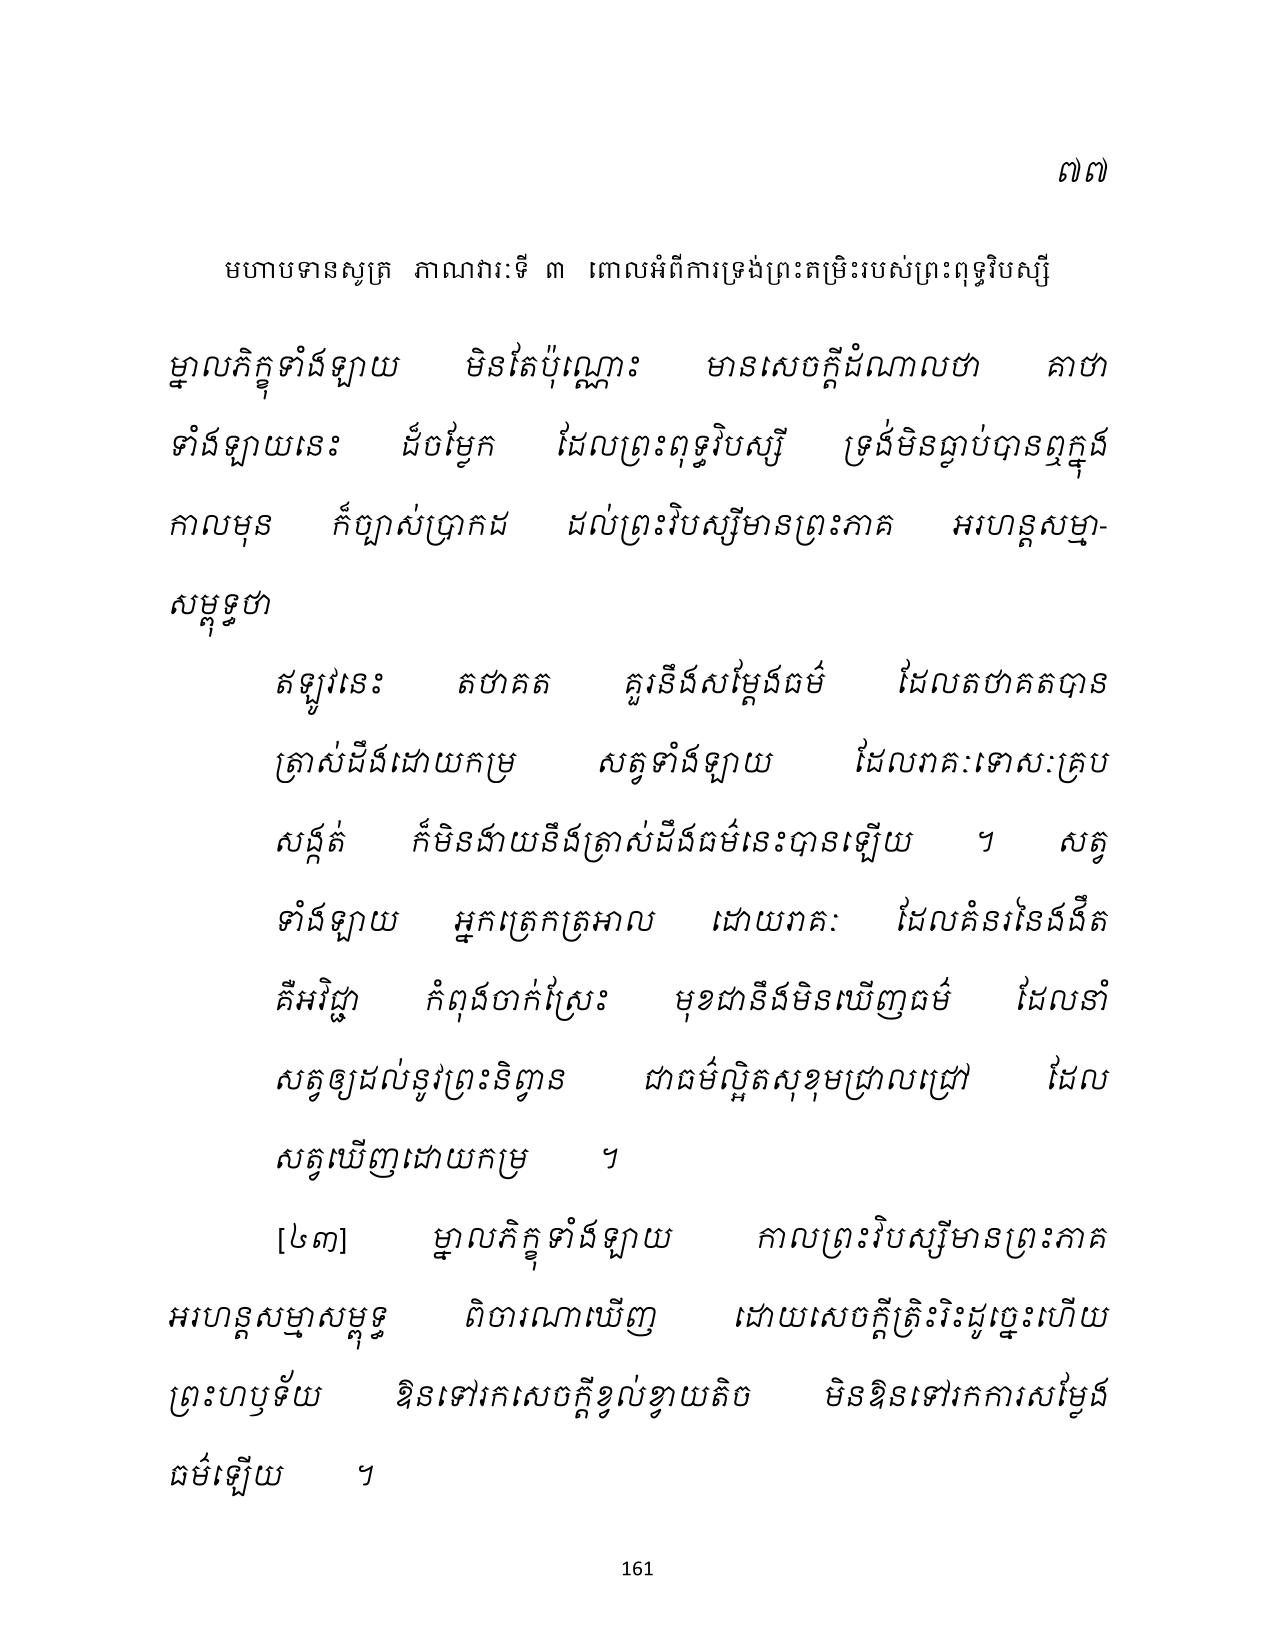 ៧៧
មហាបទានសូត្រ ភាណវារៈទី ៣ ពោលអំពីការទ្រង់ព្រះតម្រិះរបស់ព្រះពុទ្ធវិបស្សី
ម្នាលភិក្ខុទាំងឡាយ មិនតែប៉ុណ្ណោះ មានសេចក្តីដំណាលថា គាថា
ទាំងឡាយនេះ ដ៏ចម្លែក ដែលព្រះពុទ្ធវិបស្សី ទ្រង់មិនធ្លាប់បានឮក្នុង
កាលមុន ក៏ច្បាស់ប្រាកដ ដល់ព្រះវិបស្សីមានព្រះភាគ អរហន្តសម្មា-
សម្ពុទ្ធថា
ឥឡូវនេះ តថាគត គួរនឹងសម្តែងធម៌ ដែលតថាគតបាន
ត្រាស់ដឹងដោយកម្រ សត្វទាំងឡាយ ដែលរាគៈទោសៈគ្រប
សង្កត់ ក៏មិនងាយនឹងត្រាស់ដឹងធម៌នេះបានឡើយ ។ សត្វ
ទាំងឡាយ អ្នកត្រេកត្រអាល ដោយរាគៈ ដែលគំនរនៃងងឹត
គឺអវិជ្ជា កំពុងចាក់ស្រែះ មុខជានឹងមិនឃើញធម៌ ដែលនាំ
សត្វឲ្យដល់នូវព្រះនិព្វាន ជាធម៌ល្អិតសុខុមជ្រាលជ្រៅ ដែល
សត្វឃើញដោយកម្រ ។
[៤៣] ម្នាលភិក្ខុទាំងឡាយ កាលព្រះវិបស្សីមានព្រះភាគ
អរហន្តសម្មាសម្ពុទ្ធ ពិចារណាឃើញ ដោយសេចក្តីត្រិះរិះដូច្នេះហើយ
ព្រះហឫទ័យ ឱនទៅរកសេចក្តីខ្វល់ខ្វាយតិច មិនឱនទៅរកការសម្លែង
ធម៌ឡើយ ។
161